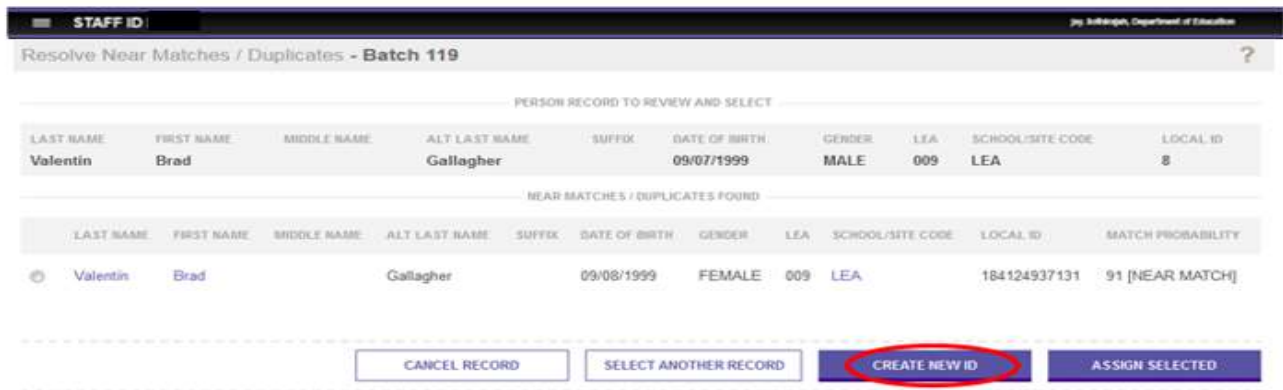 STAFF ID
Department of Education
Resolve Near Matches / Duplicates - Batch 119 ?
PERSON RECORD TO REVIEW AND SELECT
LAST NAME FIRST NAME MIDDLE NAME ALT LAST NAME SUFFIX DATE OF BIRTH GENDER LEA SCHOOL/SITE CODE LOCAL ID
Valentin Brad Gallagher 09/07/1999 MALE 009 LEA 8
NEAR MATCHES / DUPLICATES FOUND
LAST NAME FIRST NAME MIDDLE NAME ALT LAST NAME SUFFIX DATE OF BIRTH GENDER LEA SCHOOL/SITE CODE LOCAL ID MATCH PROBABILITY
Valentin Brad Gallagher 09/08/1999 FEMALE 009 LEA 184124937131 91 [NEAR MATCH]
CANCEL RECORD SELECT ANOTHER RECORD CREATE NEW ID ASSIGN SELECTED